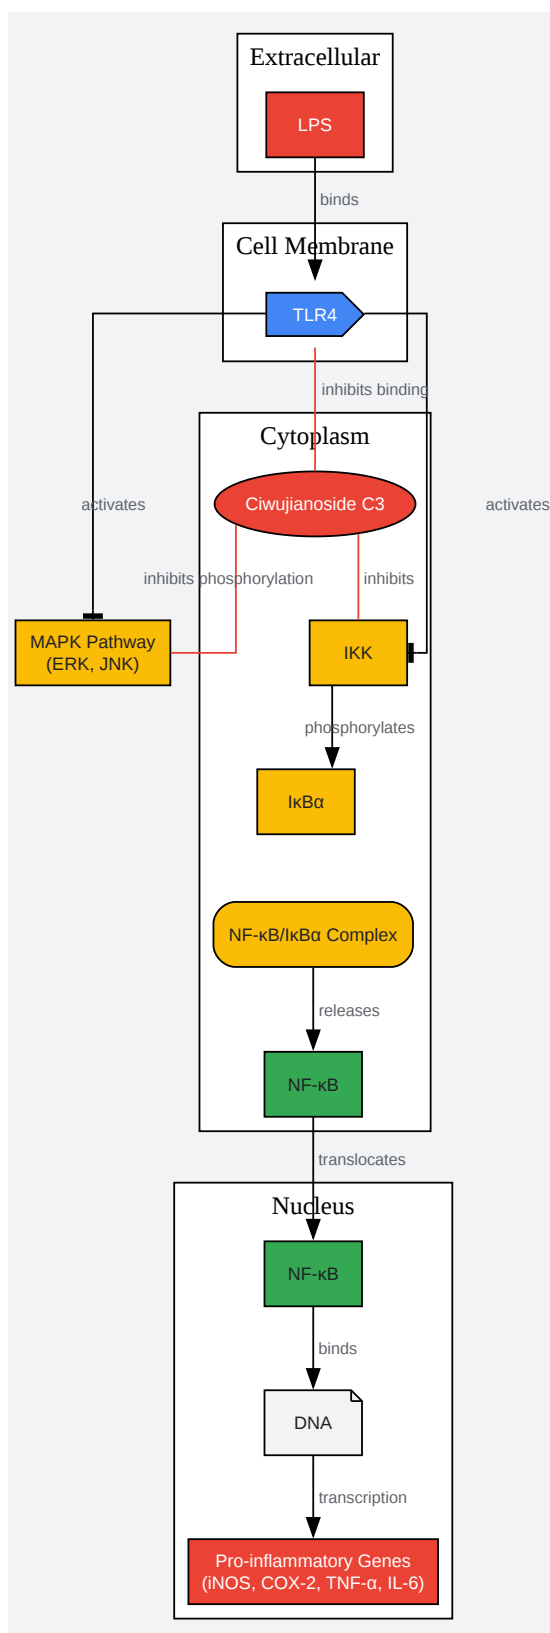 Extracellular
LPS
binds
Cell Membrane
TLR4
inhibits binding
Cytoplasm
Ciwujianoside C3
activates
activates
inhibits phosphorylation
inhibits
MAPK Pathway
(ERK, JNK)
IKK
phosphorylates
IκBα
NF-κB/IκBα Complex
releases
NF-κB
translocates
Nucleus
NF-κB
binds
DNA
transcription
Pro-inflammatory Genes
(iNOS, COX-2, TNF-α, IL-6)